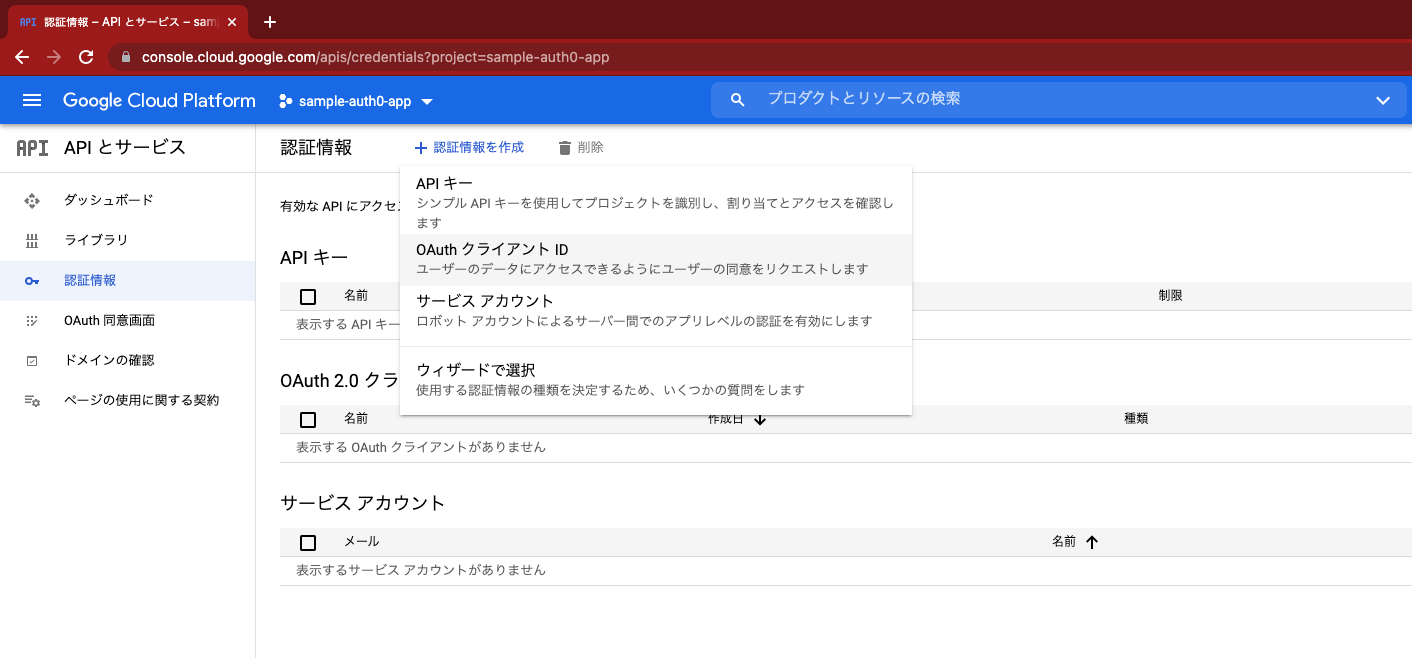 API 認証情報 – API とサービス – sam
console.cloud.google.com/apis/credentials?project=sample-auth0-app
Google Cloud Platform
sample-auth0-app
プロダクトとリソースの検索
API API とサービス
ダッシュボード
ライブラリ
認証情報
OAuth 同意画面
ドメインの確認
ページの使用に関する契約
認証情報
認証情報を作成
削除
API キー
シンプル API キーを使用してプロジェクトを識別し、割り当てとアクセスを確認し
ます
OAuth クライアント ID
ユーザーのデータにアクセスできるようにユーザーの同意をリクエストします
サービス アカウント
ロボット アカウントによるサーバー間でのアプリレベルの認証を有効にします
ウィザードで選択
使用する認証情報の種類を決定するため、いくつかの質問をします
有効な API にアクセ
API キー
名前
制限
表示する API キー
OAuth 2.0 クラ
名前
作成日
種類
表示する OAuth クライアントがありません
サービス アカウント
メール
名前
表示するサービス アカウントがありません